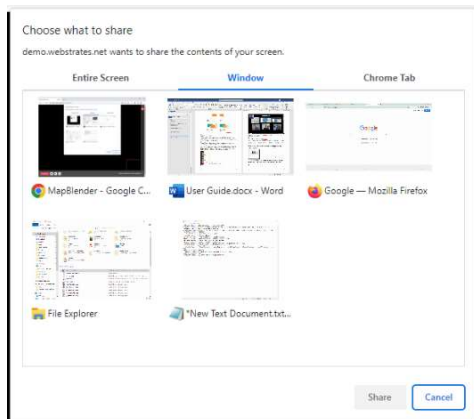 Choose what to share
demo.webstrates.net wants to share the contents of your screen.
Entire Screen
Window
Chrome Tab
Google
MapBlender - Google C...
User Guide.docx - Word
Google — Mozilla Firefox
File Explorer
*New Text Document.txt...
Share
Cancel